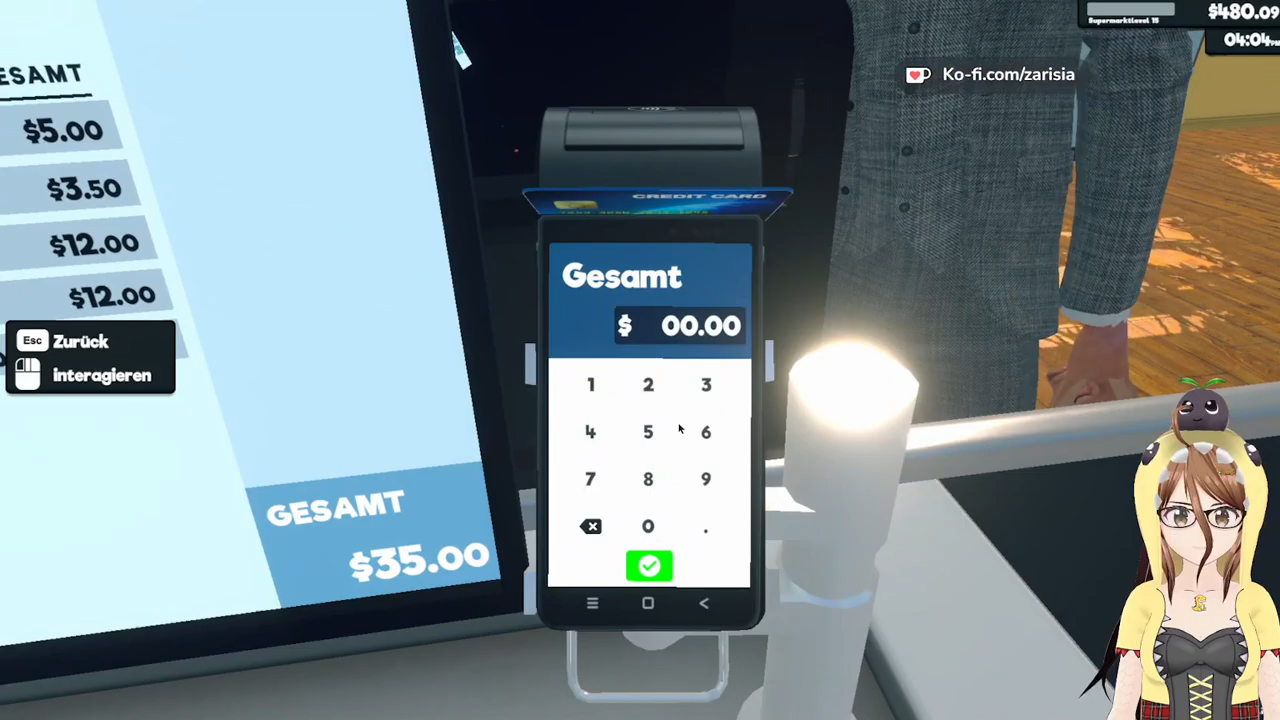 $480.09
Supermarktlevel 15
04:04
Ko-fi.com/zarisia
GESAMT
$5.00
$3.50
$12.00
$12.00
Esc Zurück
interagieren
GESAMT
$35.00
CREDIT CARD
Gesamt
$ 00.00
1 2 3
4 5 6
7 8 9
0 .